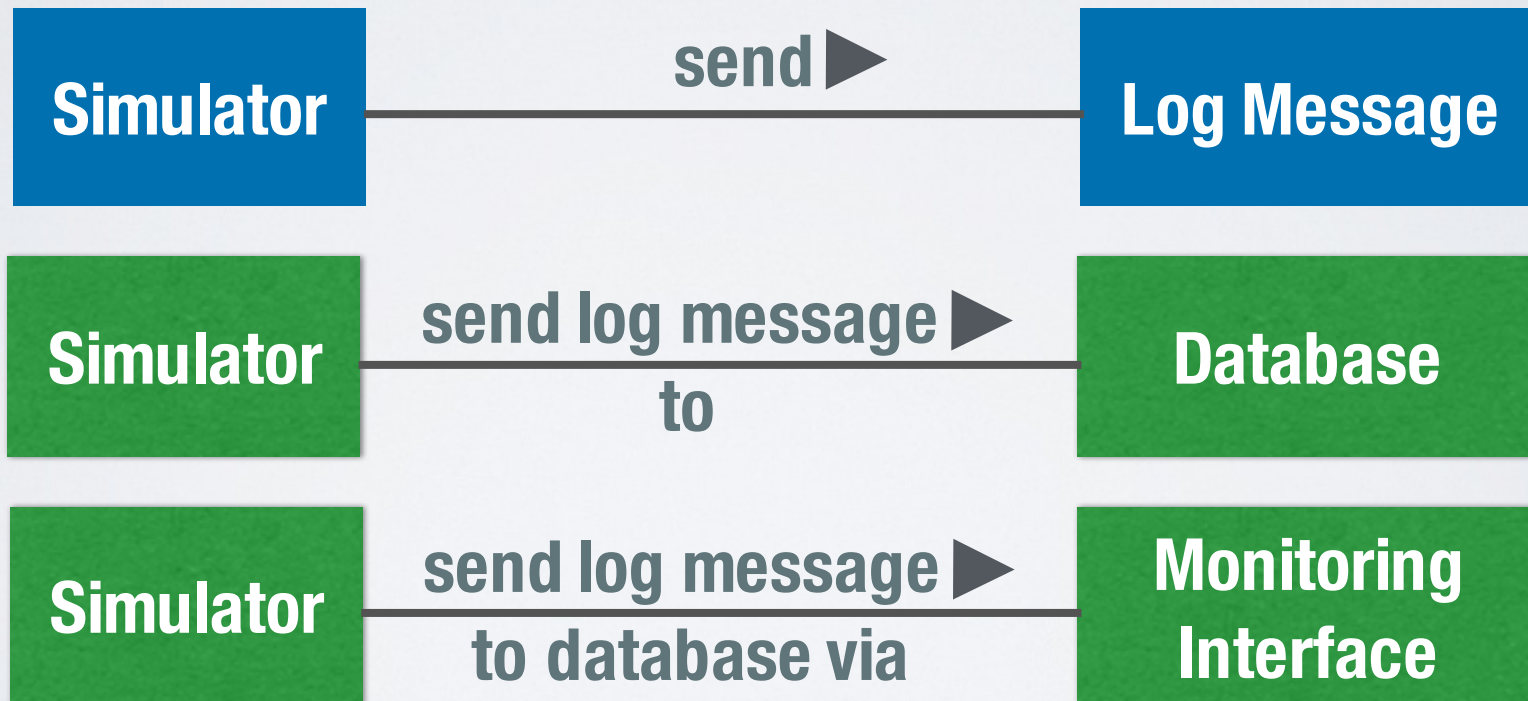 send
Simulator
Log Message
send log message
Simulator
Database
to
send log message
Simulator
Monitoring
Interface
to database via